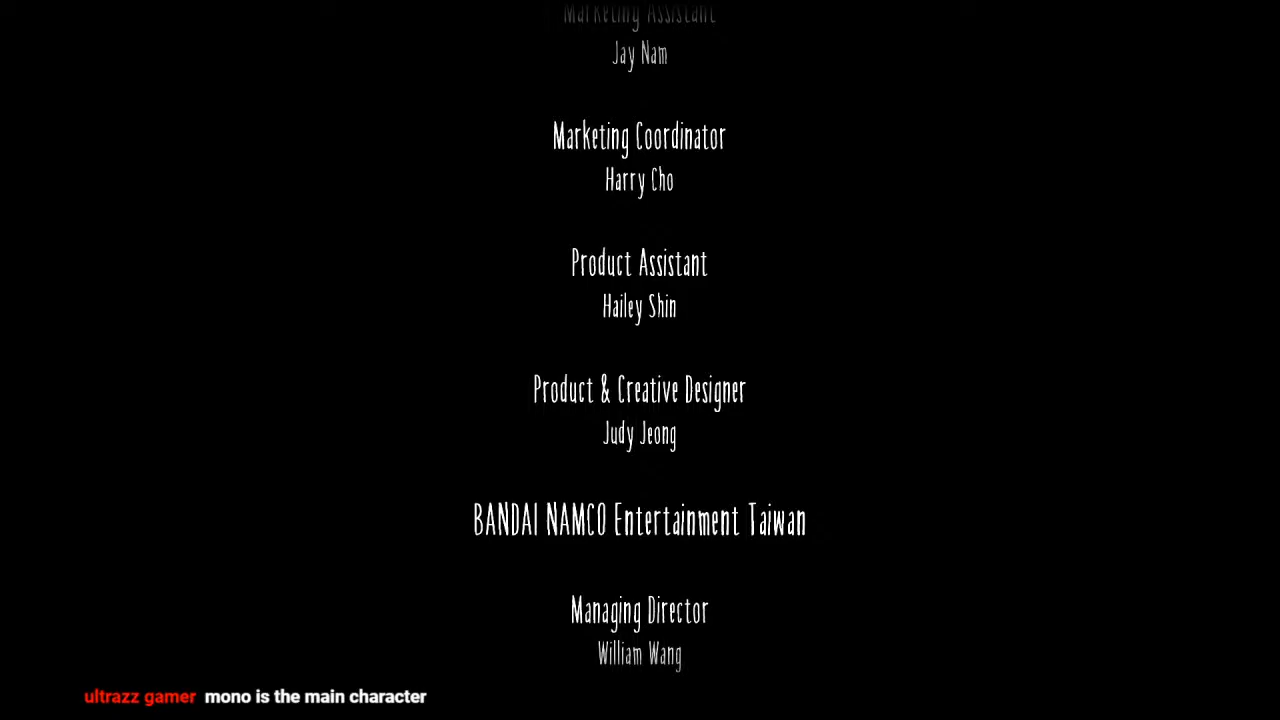 Marketing Assistant
Jay Nam
Marketing Coordinator
Harry Cho
Product Assistant
Hailey Shin
Product & Creative Designer
Judy Jeong
BANDAI NAMCO Entertainment Taiwan
Managing Director
William Wang
ultrazz gamer mono is the main character